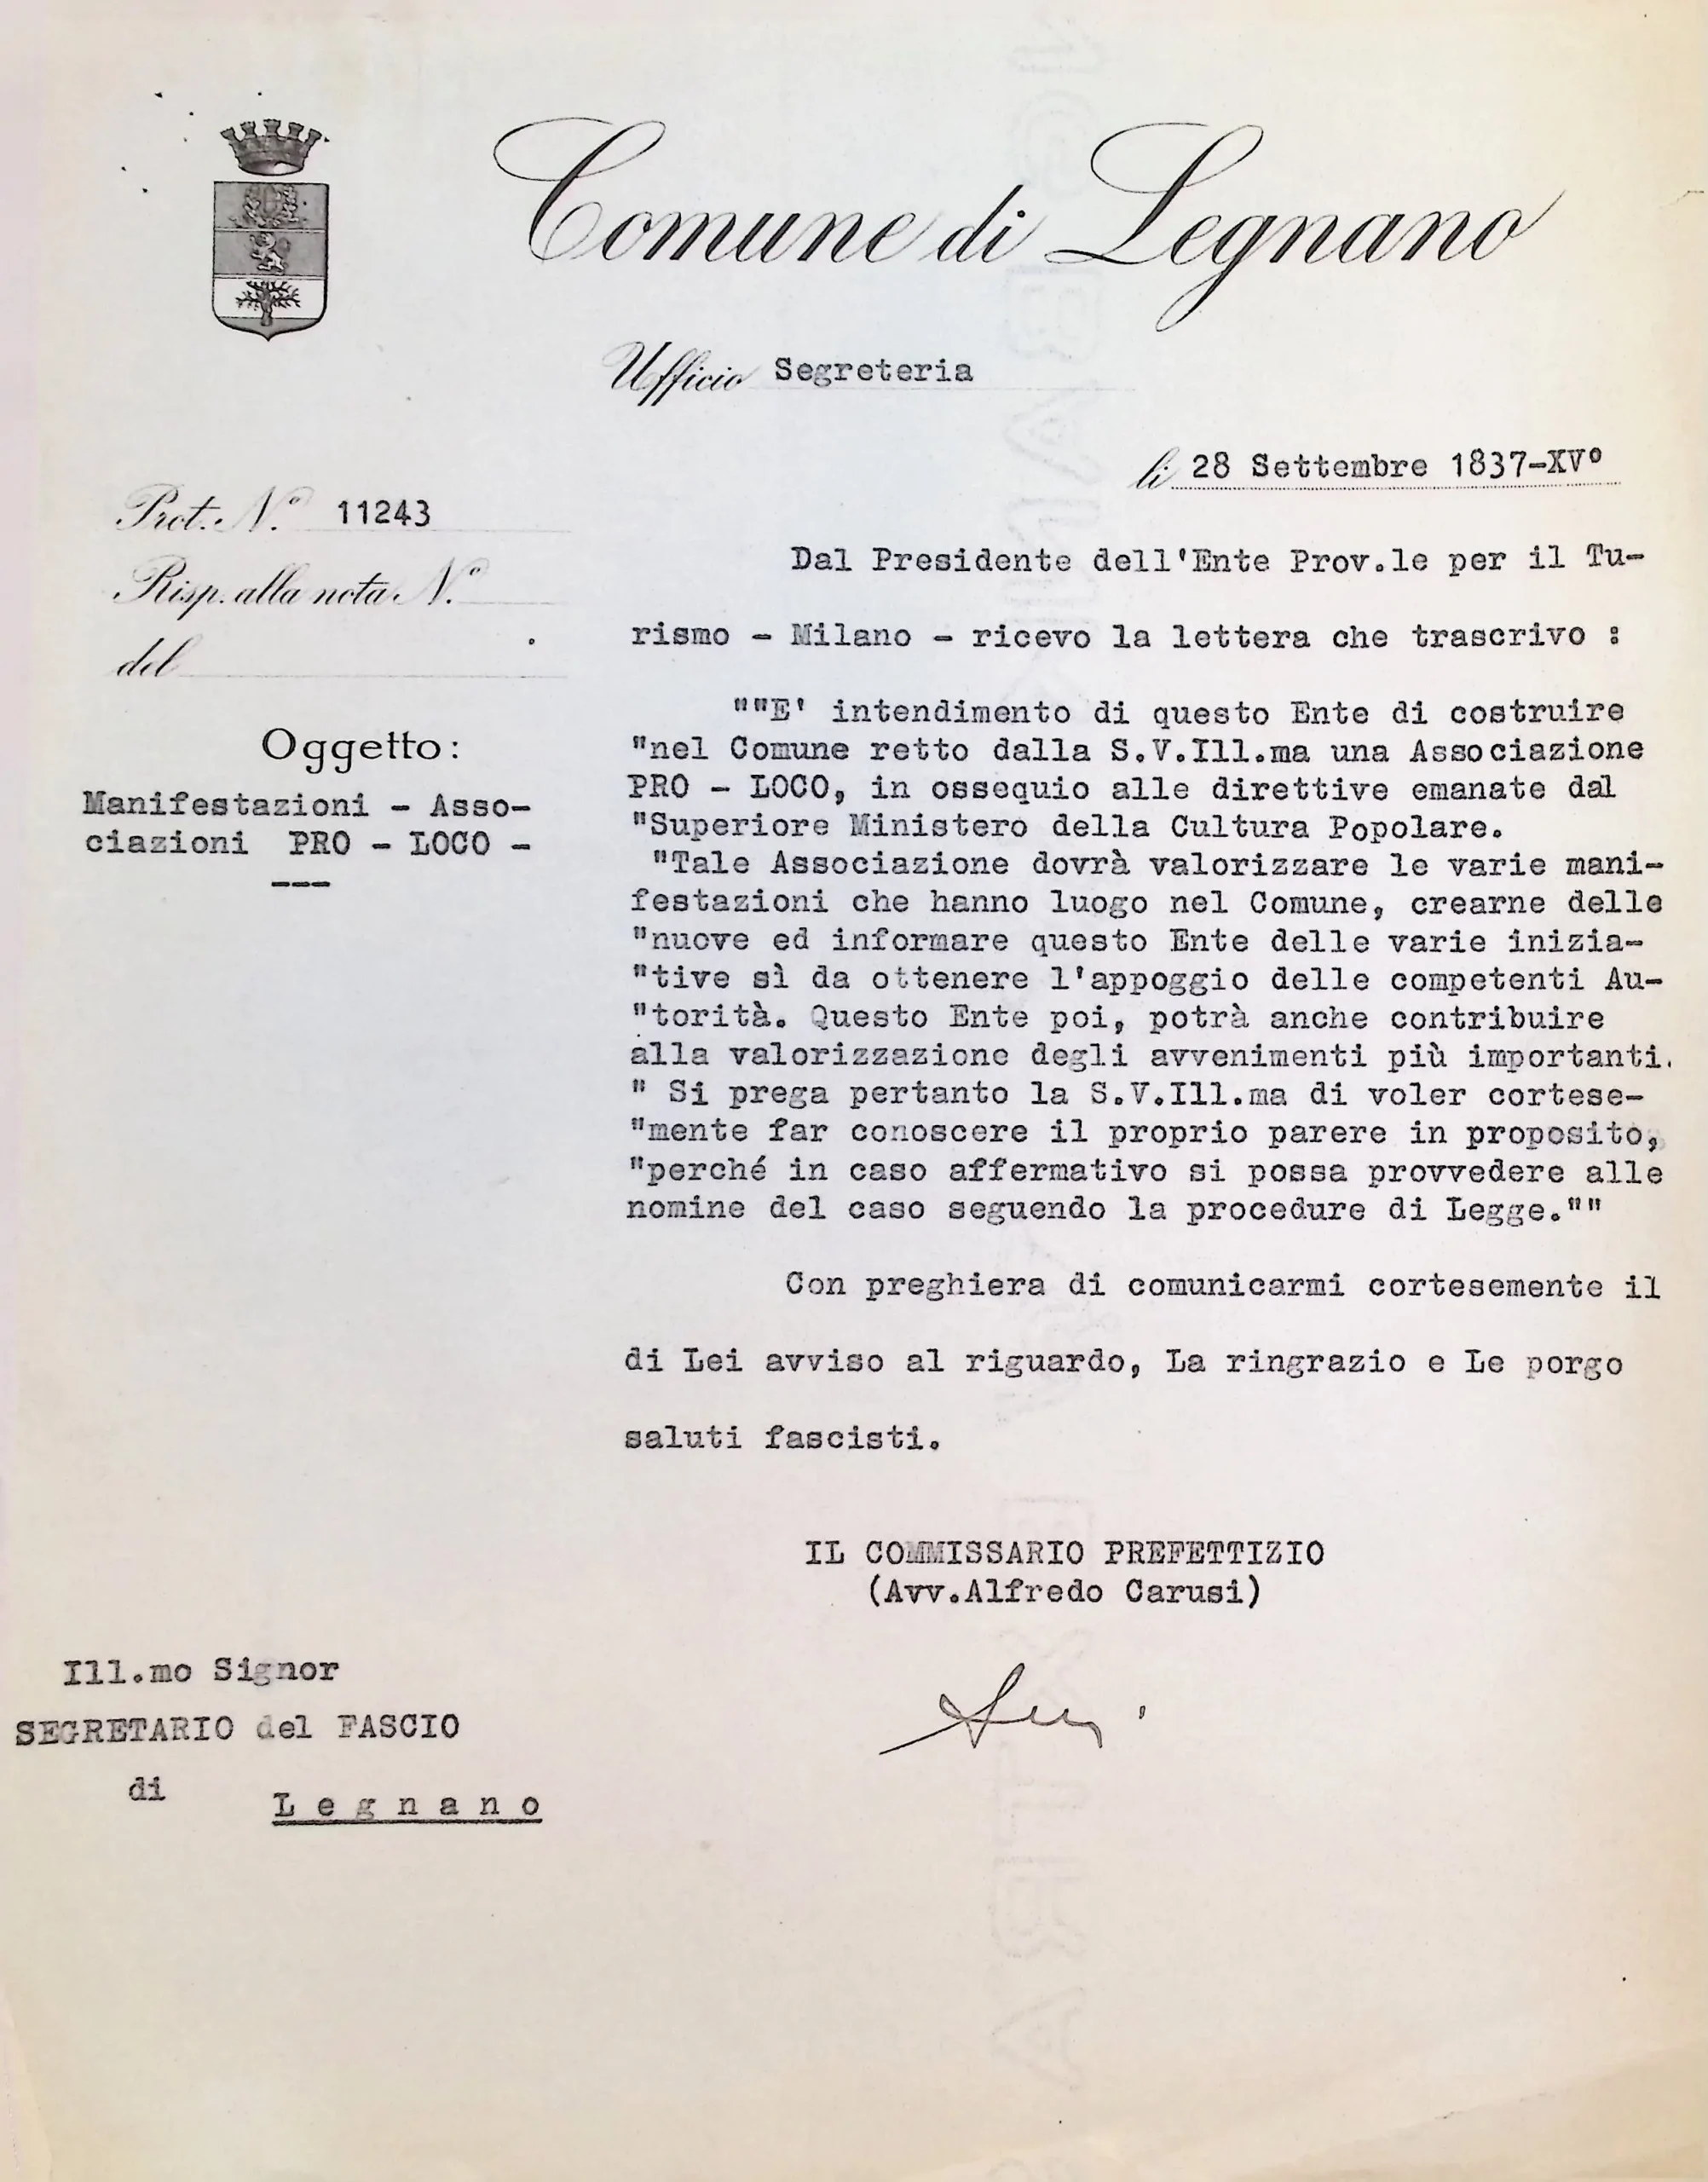 Comune di Legnano
Ufficio Segreteria
li 28 Settembre 1837-XVº
Prot. N.º 11243
Risp. alla nota N.º
del
Oggetto:
Manifestazioni - Asso-
ciazioni PRO - LOCO -
Dal Presidente dell'Ente Prov.le per il Tu-
rismo - Milano - ricevo la lettera che trascrivo :
""E' intendimento di questo Ente di costruire
"nel Comune retto dalla S.V.Ill.ma una Associazione
PRO - LOCO, in ossequio alle direttive emanate dal
"Superiore Ministero della Cultura Popolare.
"Tale Associazione dovrà valorizzare le varie mani-
festazioni che hanno luogo nel Comune, crearne delle
"nuove ed informare questo Ente delle varie inizia-
"tive sì da ottenere l'appoggio delle competenti Au-
"torità. Questo Ente poi, potrà anche contribuire
alla valorizzazione degli avvenimenti più importanti.
" Si prega pertanto la S.V.Ill.ma di voler cortese-
"mente far conoscere il proprio parere in proposito,
"perché in caso affermativo si possa provvedere alle
nomine del caso seguendo la procedure di Legge.""
Con preghiera di comunicarmi cortesemente il
di Lei avviso al riguardo, La ringrazio e Le porgo
saluti fascisti.
IL COMMISSARIO PREFETTIZIO
(Avv.Alfredo Carusi)
Ill.mo Signor
SEGRETARIO del FASCIO
di
Legnano